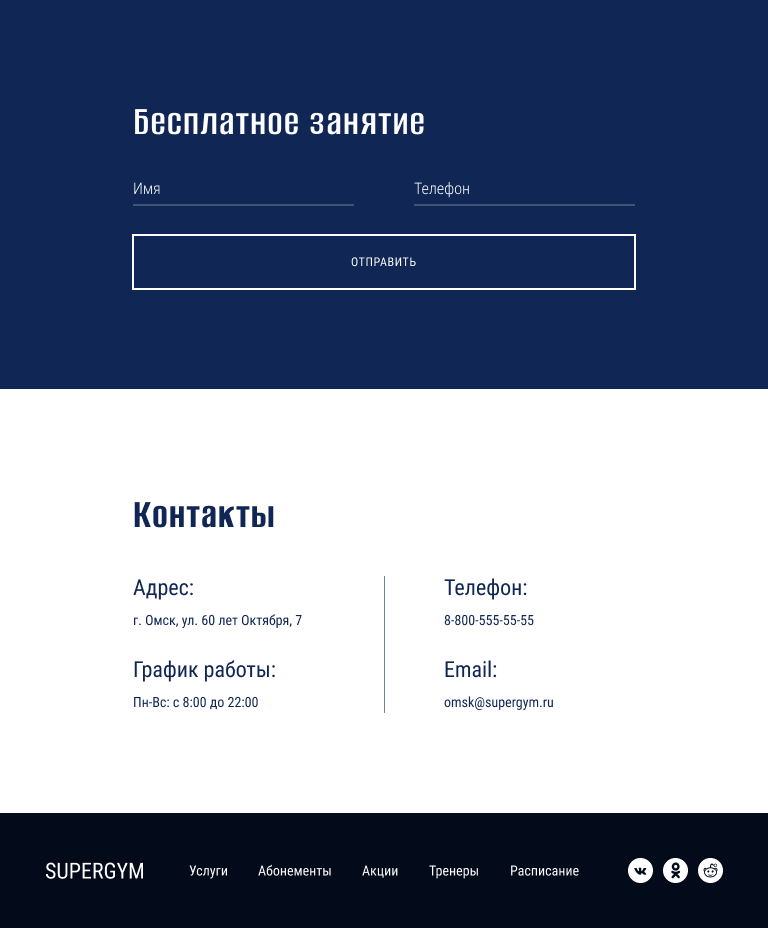 Бесплатное занятие
Имя
Телефон
ОТПРАВИТЬ
Контакты
Адрес:
г. Омск, ул. 60 лет Октября, 7
График работы:
Пн-Вс: с 8:00 до 22:00
Телефон:
8-800-555-55-55
Email:
omsk@supergym.ru
SUPERGYM
Услуги
Абонементы
Акции
Тренеры
Расписание